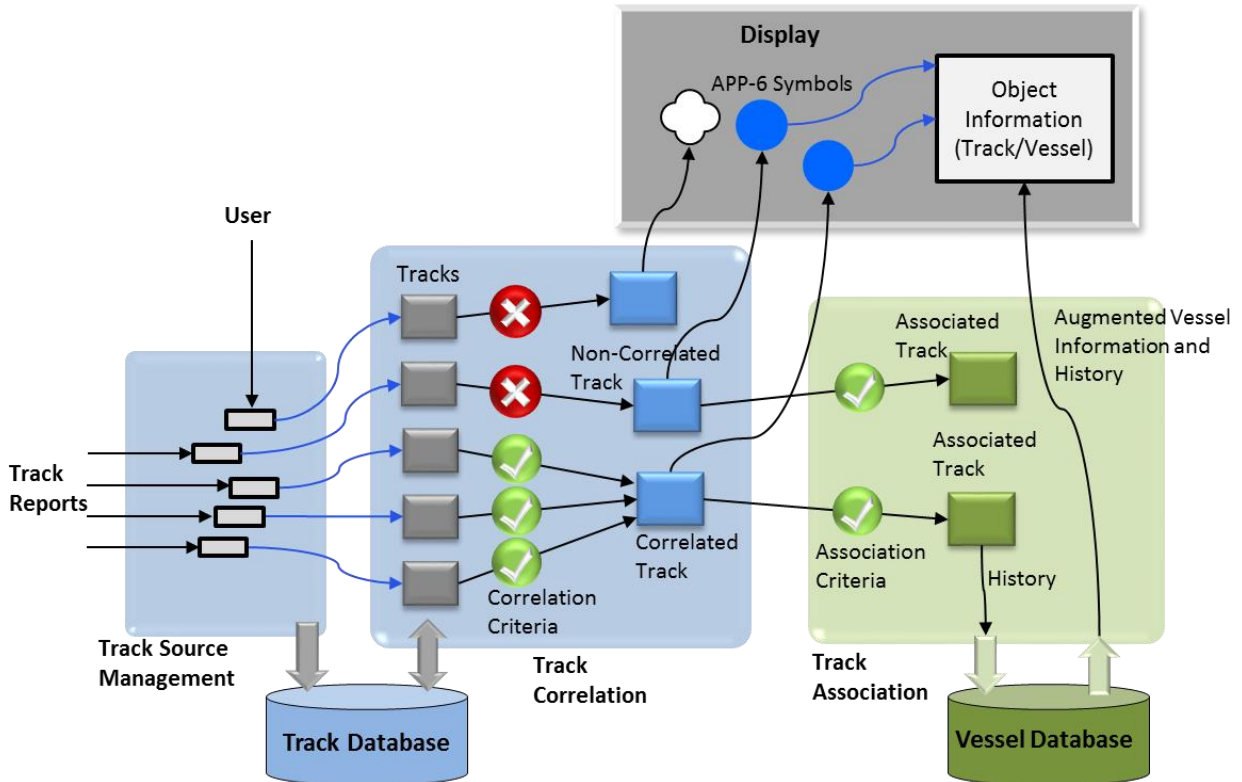 Display
APP-6 Symbols
Object
Information
(Track/Vessel)
User
Tracks
Non-Correlated
Track
Associated
Track
Augmented Vessel
Information and
History
Track
Reports
Associated
Track
Correlated
Track
Correlation
Criteria
Association
Criteria
History
Track Source
Management
Track
Correlation
Track
Association
Track Database
Vessel Database